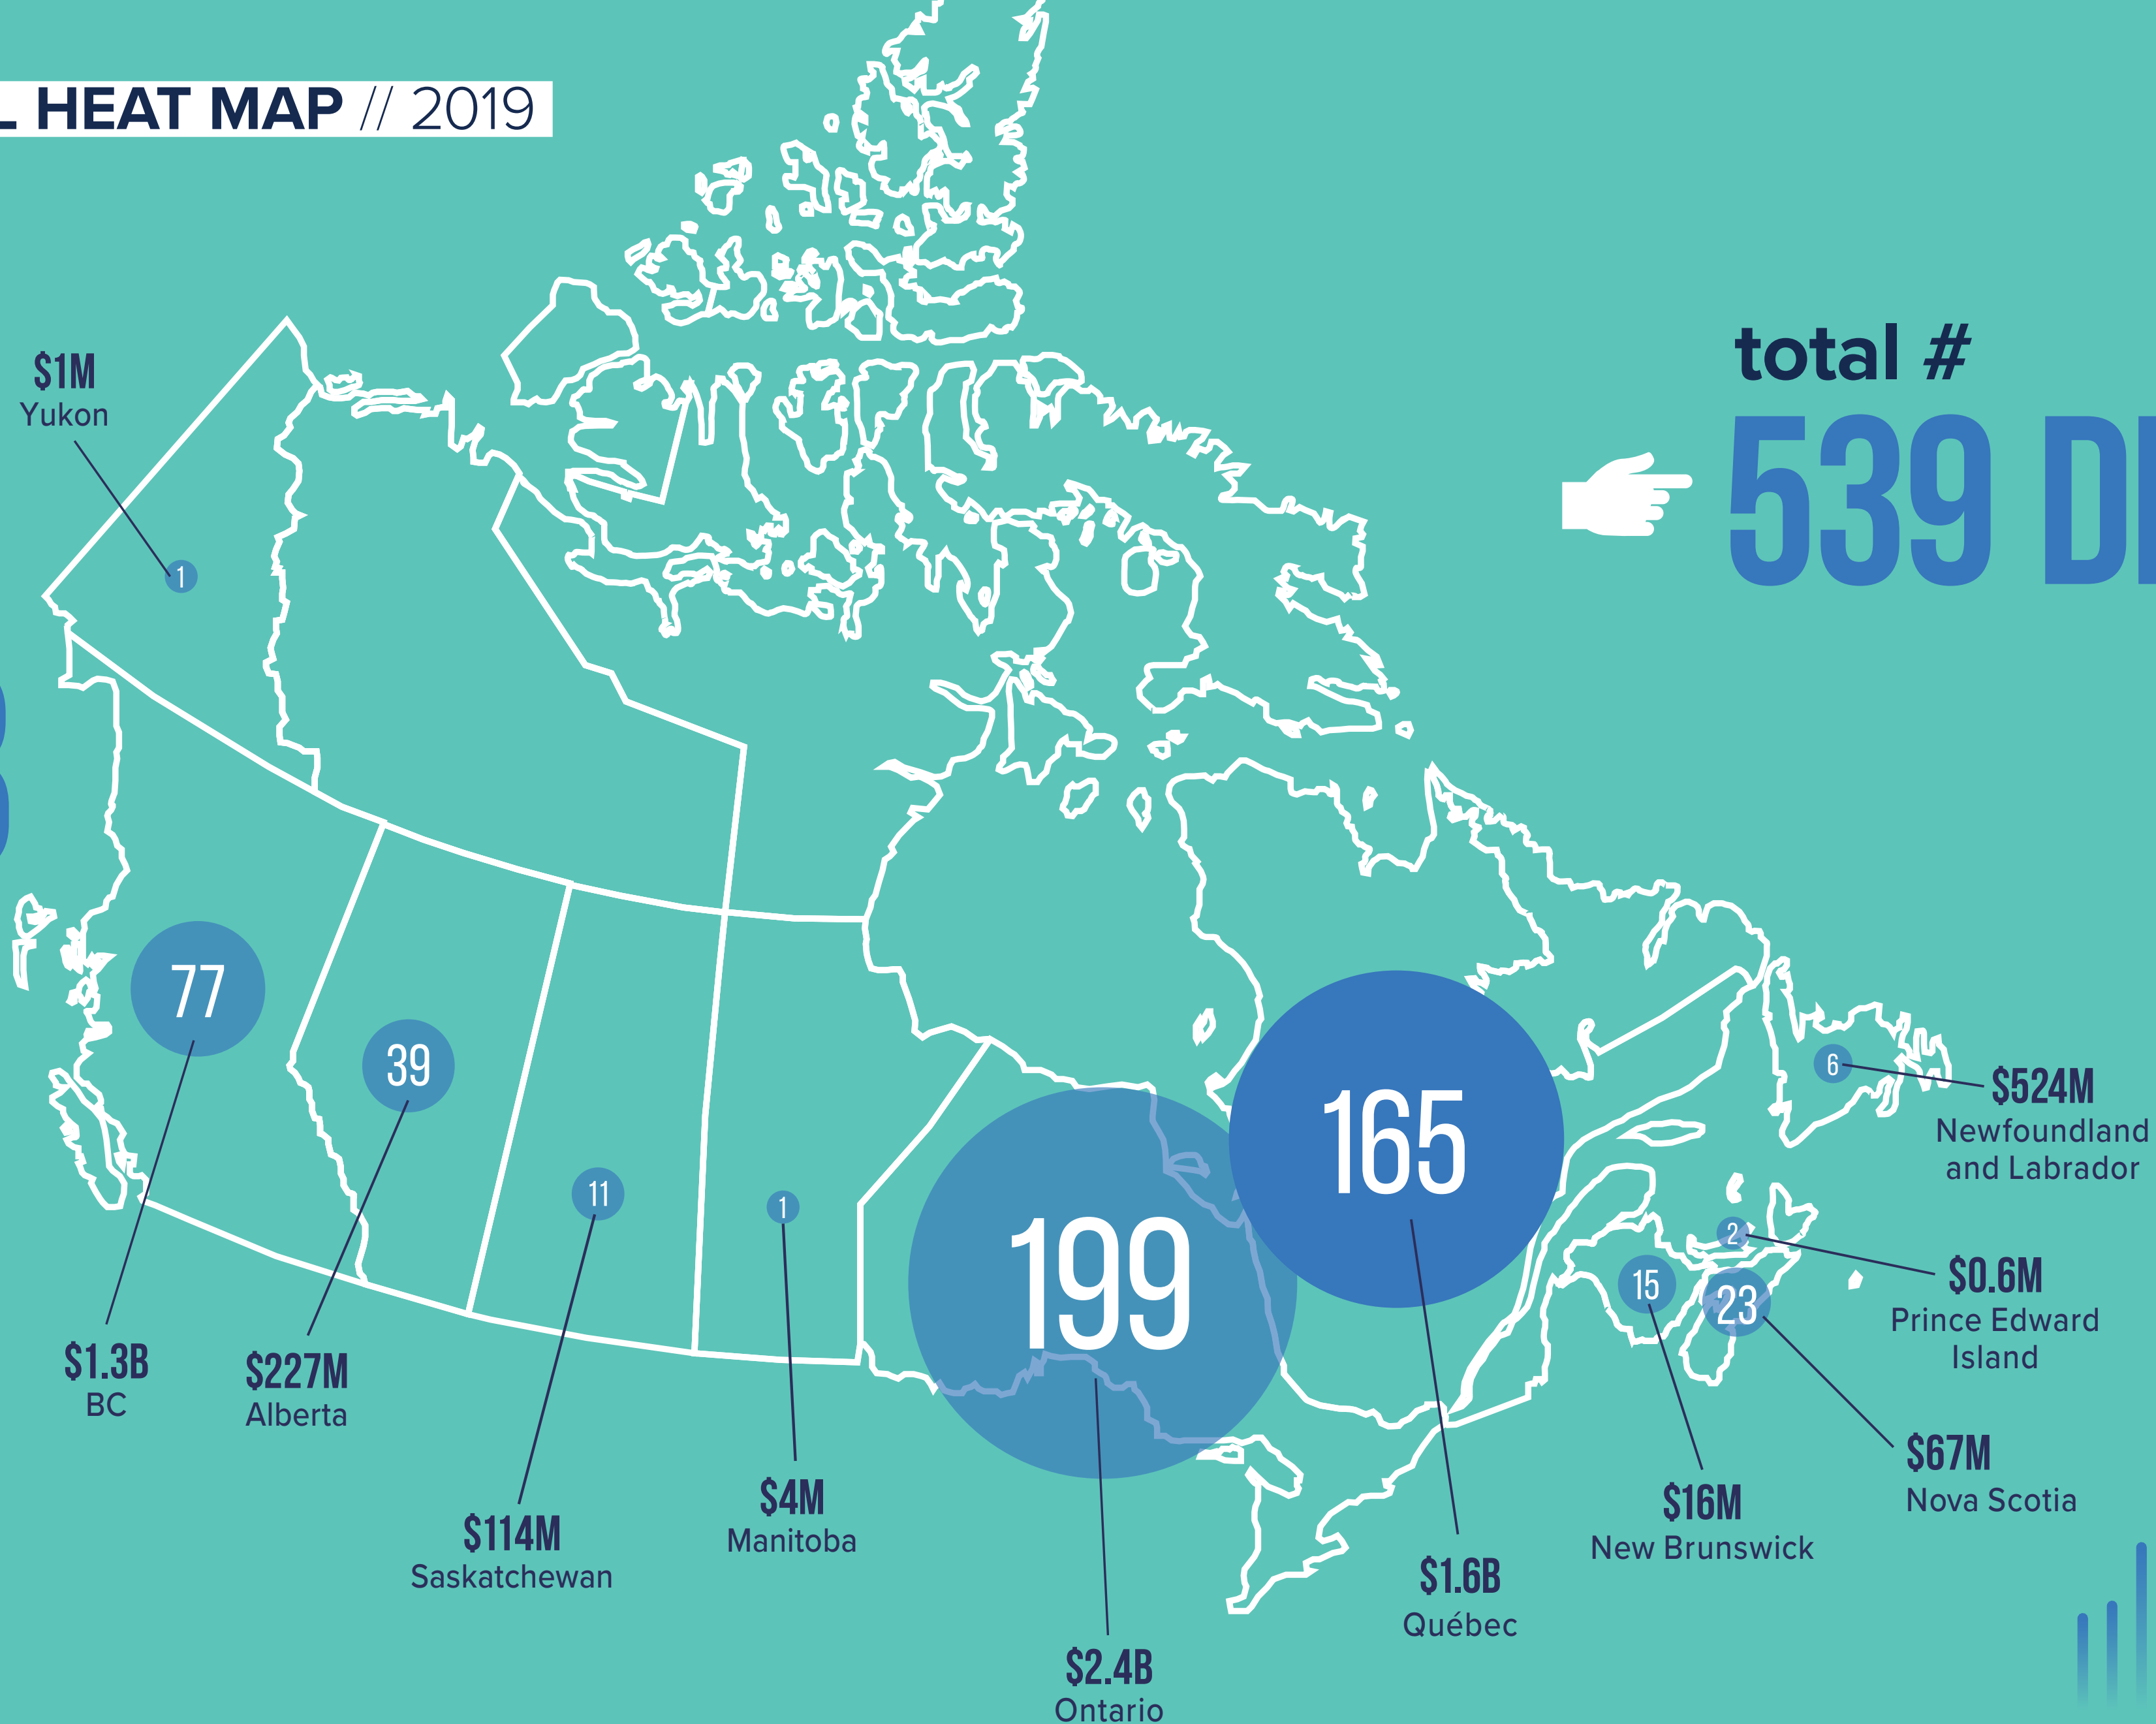 HEAT MAP // 2019
total #
539
$1M
Yukon
1
77
39
11
1
199
165
6
2
15
23
$524M
Newfoundland
and Labrador
$0.6M
Prince Edward
Island
$67M
Nova Scotia
$16M
New Brunswick
$1.3B
BC
$227M
Alberta
$114M
Saskatchewan
$4M
Manitoba
$1.6B
Québec
$2.4B
Ontario